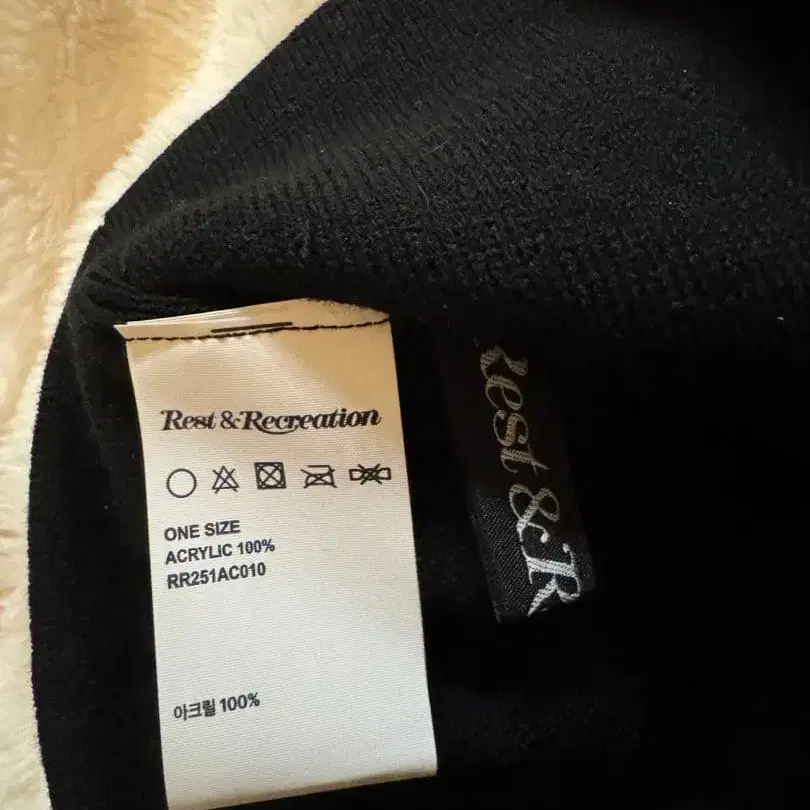 Rest & Recreation
ONE SIZE
ACRYLIC 100%
RR251AC010
아크릴 100%
Rest & R